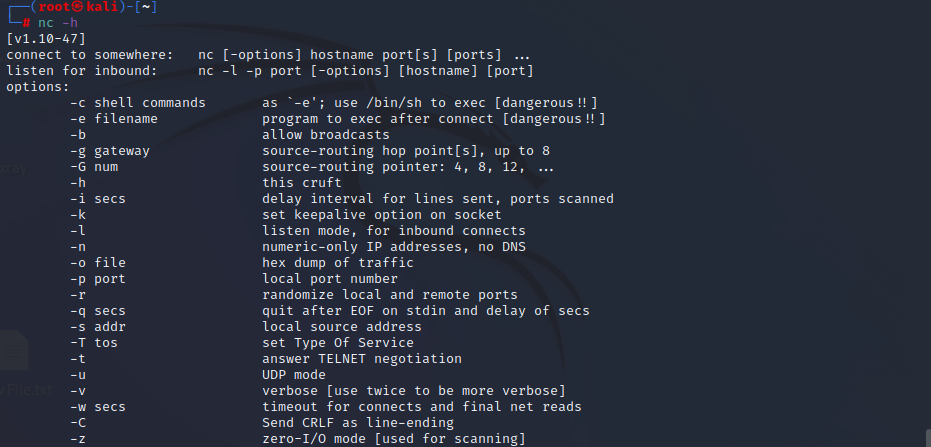 (root㉿kali)-[~]
# nc -h
[v1.10-47]
connect to somewhere:   nc [-options] hostname port[s] [ports] ...
listen for inbound:     nc -l -p port [-options] [hostname] [port]
options:
        -c shell commands       as `-e'; use /bin/sh to exec [dangerous!!]
        -e filename             program to exec after connect [dangerous!!]
        -b                      allow broadcasts
        -g gateway              source-routing hop point[s], up to 8
        -G num                  source-routing pointer: 4, 8, 12, ...
        -h                      this cruft
        -i secs                 delay interval for lines sent, ports scanned
        -k                      set keepalive option on socket
        -l                      listen mode, for inbound connects
        -n                      numeric-only IP addresses, no DNS
        -o file                 hex dump of traffic
        -p port                 local port number
        -r                      randomize local and remote ports
        -q secs                 quit after EOF on stdin and delay of secs
        -s addr                 local source address
        -T tos                  set Type Of Service
        -t                      answer TELNET negotiation
        -u                      UDP mode
        -v                      verbose [use twice to be more verbose]
        -w secs                 timeout for connects and final net reads
        -C                      Send CRLF as line-ending
        -z                      zero-I/O mode [used for scanning]